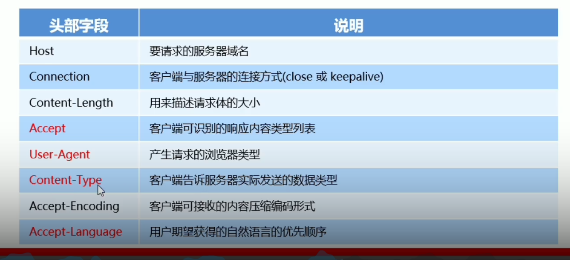 头部字段 说明
Host 要请求的服务器域名
Connection 客户端与服务器的连接方式(close 或 keepalive)
Content-Length 用来描述请求体的大小
Accept 客户端可识别的响应内容类型列表
User-Agent 产生请求的浏览器类型
Content-Type 客户端告诉服务器实际发送的数据类型
Accept-Encoding 客户端可接收的内容压缩编码形式
Accept-Language 用户期望获得的自然语言的优先顺序